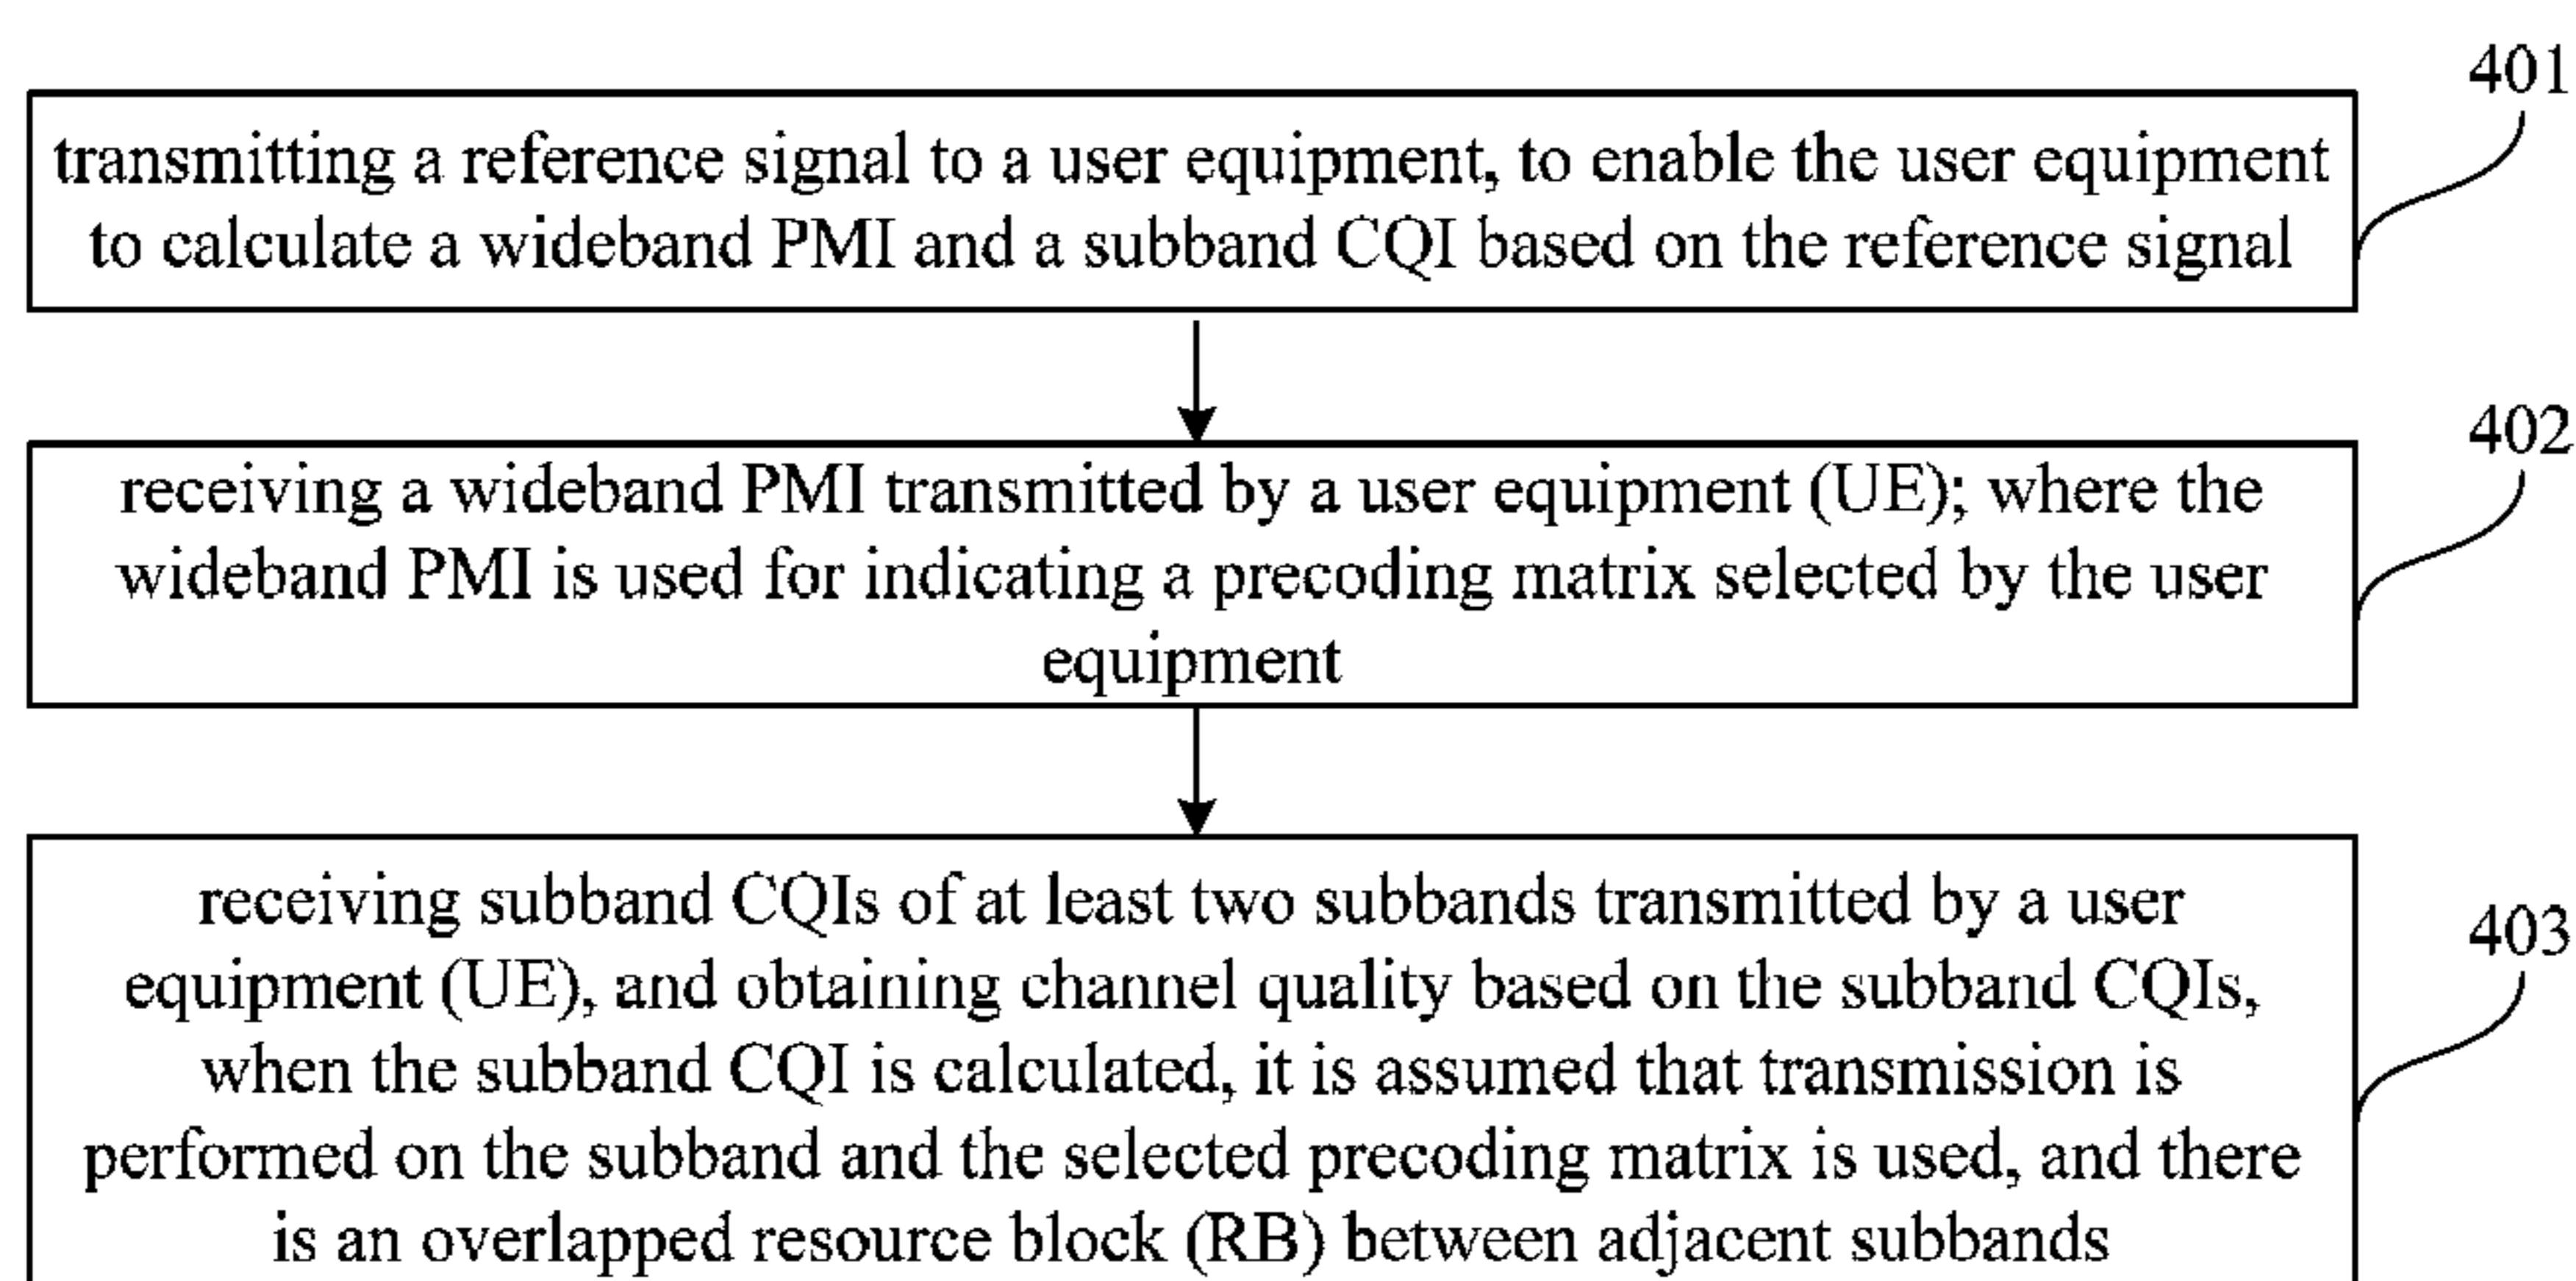 401
transmitting a reference signal to a user equipment, to enable the user equipment
to calculate a wideband PMI and a subband CQI based on the reference signal
402
receiving a wideband PMI transmitted by a user equipment (UE); where the
wideband PMI is used for indicating a precoding matrix selected by the user
equipment
403
receiving subband CQIs of at least two subbands transmitted by a user
equipment (UE), and obtaining channel quality based on the subband CQIs,
when the subband CQI is calculated, it is assumed that transmission is
performed on the subband and the selected precoding matrix is used, and there
is an overlapped resource block (RB) between adjacent subbands